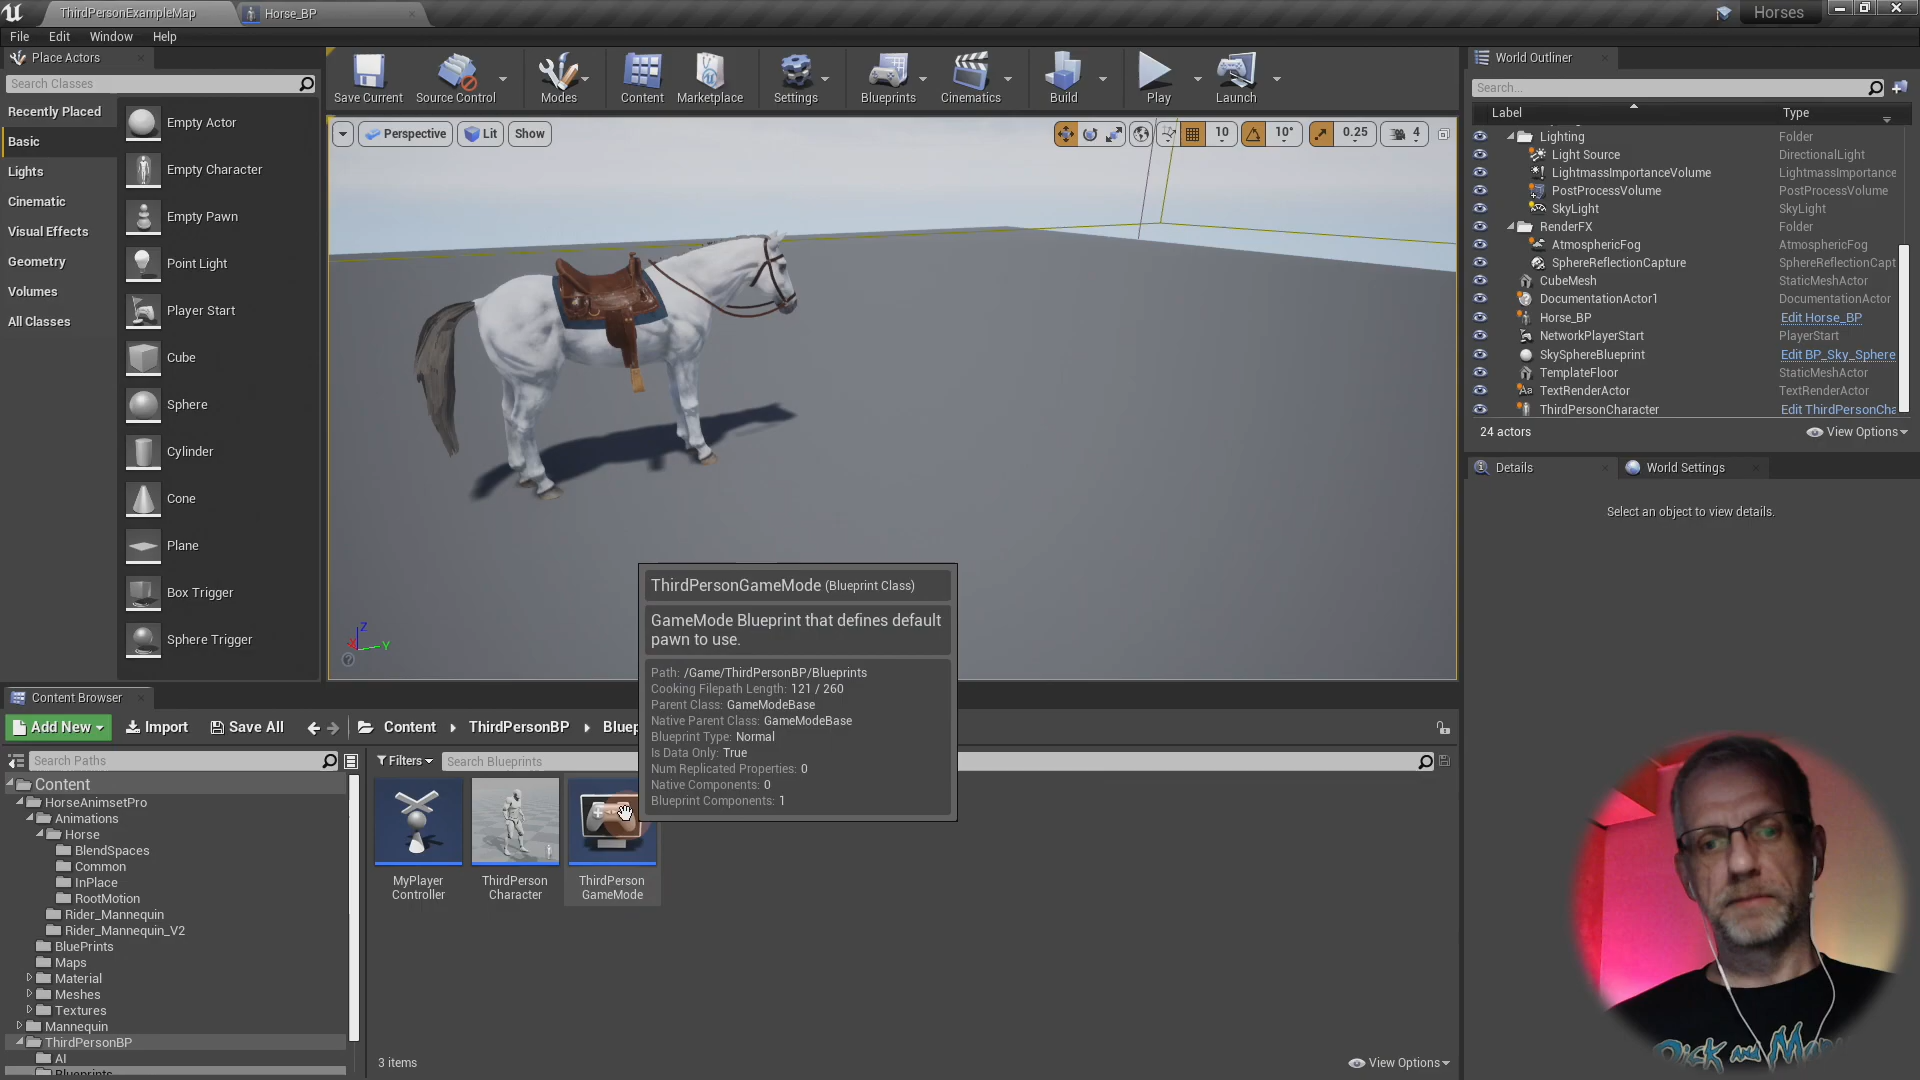 ThirdPersonExampleMap
Horse_BP
Horses
File Edit Window Help
Place Actors
Search Classes
Recently Placed
Basic
Lights
Cinematic
Visual Effects
Geometry
Volumes
All Classes
Empty Actor
Empty Character
Empty Pawn
Point Light
Player Start
Cube
Sphere
Cylinder
Cone
Plane
Box Trigger
Sphere Trigger
Save Current
Source Control
Modes
Content
Marketplace
Settings
Blueprints
Cinematics
Build
Play
Launch
Perspective
Lit
Show
10
10°
0.25
4
Z
Y
ThirdPersonGameMode (Blueprint Class)
GameMode Blueprint that defines default
pawn to use.
Path: /Game/ThirdPersonBP/Blueprints
Cooking Filepath Length: 121 / 260
Parent Class: GameModeBase
Native Parent Class: GameModeBase
Blueprint Type: Normal
Is Data Only: True
Num Replicated Properties: 0
Native Components: 0
Blueprint Components: 1
World Outliner
Search...
Label Type
Lighting Folder
Light Source DirectionalLight
LightmassImportanceVolume LightmassImportance
PostProcessVolume PostProcessVolume
SkyLight SkyLight
RenderFX Folder
AtmosphericFog AtmosphericFog
SphereReflectionCapture SphereReflectionCapt
CubeMesh StaticMeshActor
DocumentationActor1 DocumentationActor
Horse_BP Edit Horse_BP
NetworkPlayerStart PlayerStart
SkySphereBlueprint Edit BP_Sky_Sphere
TemplateFloor StaticMeshActor
TextRenderActor TextRenderActor
ThirdPersonCharacter Edit ThirdPersonCha
24 actors
View Options
Details
World Settings
Select an object to view details.
Content Browser
Add New
Import
Save All
Content
ThirdPersonBP
Bluep
Search Paths
Filters
Search Blueprints
Content
HorseAnimsetPro
Animations
Horse
BlendSpaces
Common
InPlace
RootMotion
Rider_Mannequin
Rider_Mannequin_V2
BluePrints
Maps
Material
Meshes
Textures
Mannequin
ThirdPersonBP
AI
Blueprints
MyPlayer
Controller
ThirdPerson
Character
ThirdPerson
GameMode
3 items
View Options